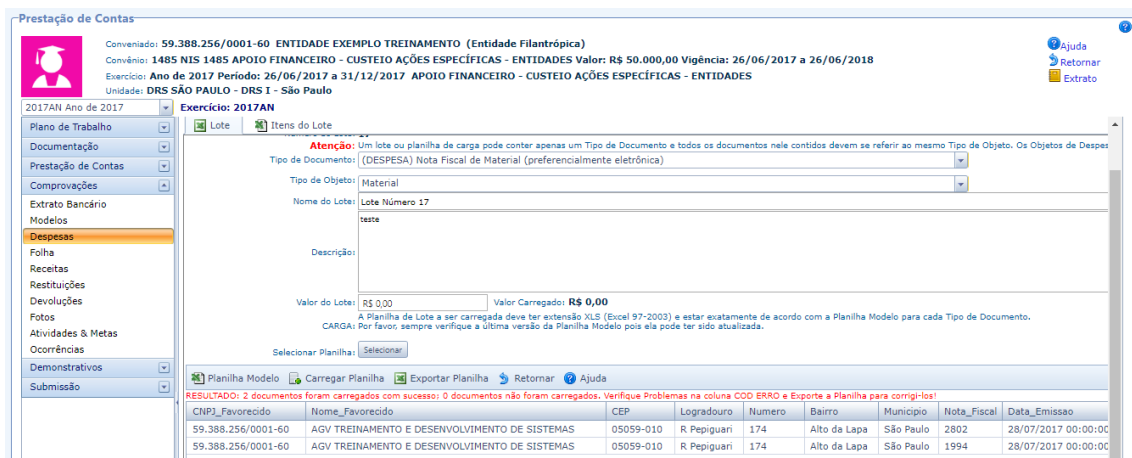 Prestação de Contas
Conveniado: 59.388.256/0001-60 ENTIDADE EXEMPLO TREINAMENTO (Entidade Filantrópica)
Convênio: 1485 NIS 1485 APOIO FINANCEIRO - CUSTEIO AÇÕES ESPECÍFICAS - ENTIDADES Valor: R$ 50.000,00 Vigência: 26/06/2017 a 26/06/2018
Exercício: Ano de 2017 Período: 26/06/2017 a 31/12/2017 APOIO FINANCEIRO - CUSTEIO AÇÕES ESPECÍFICAS - ENTIDADES
Unidade: DRS SÃO PAULO - DRS I - São Paulo
Ajuda
Retornar
Extrato
2017AN Ano de 2017
Exercício: 2017AN
Plano de Trabalho
Documentação
Prestação de Contas
Comprovações
Extrato Bancário
Modelos
Despesas
Folha
Receitas
Restituições
Devoluções
Fotos
Atividades & Metas
Ocorrências
Demonstrativos
Submissão
Lote
Itens do Lote
Atenção: Um lote ou planilha de carga pode conter apenas um Tipo de Documento e todos os documentos nele contidos devem se referir ao mesmo Tipo de Objeto. Os Objetos de Despes
Tipo de Documento: (DESPESA) Nota Fiscal de Material (preferencialmente eletrônica)
Tipo de Objeto: Material
Nome do Lote: Lote Número 17
Descrição: teste
Valor do Lote: R$ 0,00 Valor Carregado: R$ 0,00
A Planilha de Lote a ser carregada deve ter extensão XLS (Excel 97-2003) e estar exatamente de acordo com a Planilha Modelo para cada Tipo de Documento.
CARGA: Por favor, sempre verifique a última versão da Planilha Modelo pois ela pode ter sido atualizada.
Selecionar Planilha: Selecionar
Planilha Modelo Carregar Planilha Exportar Planilha Retornar Ajuda
RESULTADO: 2 documentos foram carregados com sucesso; 0 documentos não foram carregados. Verifique Problemas na coluna COD ERRO e Exporte a Planilha para corrigi-los!
CNPJ_Favorecido Nome_Favorecido CEP Logradouro Numero Bairro Municipio Nota_Fiscal Data_Emissao
59.388.256/0001-60 AGV TREINAMENTO E DESENVOLVIMENTO DE SISTEMAS 05059-010 R Pepiguari 174 Alto da Lapa São Paulo 2802 28/07/2017 00:00:00
59.388.256/0001-60 AGV TREINAMENTO E DESENVOLVIMENTO DE SISTEMAS 05059-010 R Pepiguari 174 Alto da Lapa São Paulo 1994 28/07/2017 00:00:00